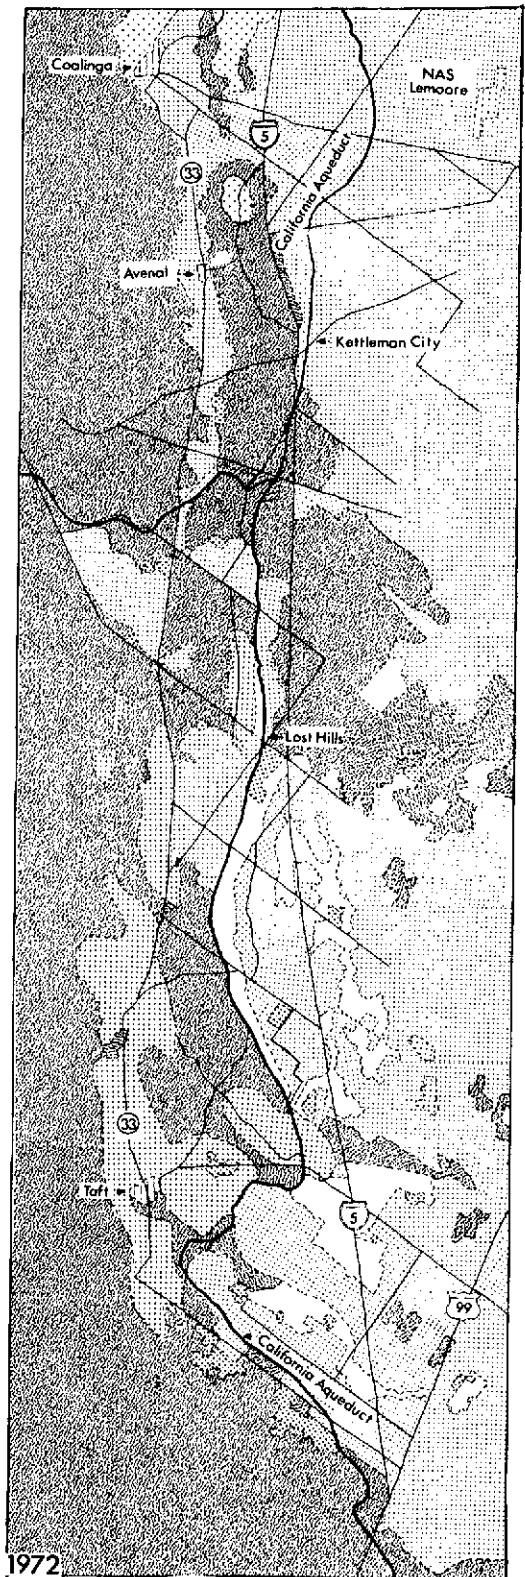 Coalinga
NAS
Lemoore
5
California Aqueduct
33
Avenal
Kettleman City
Lost Hills
33
Taft
5
99
California Aqueduct
1972